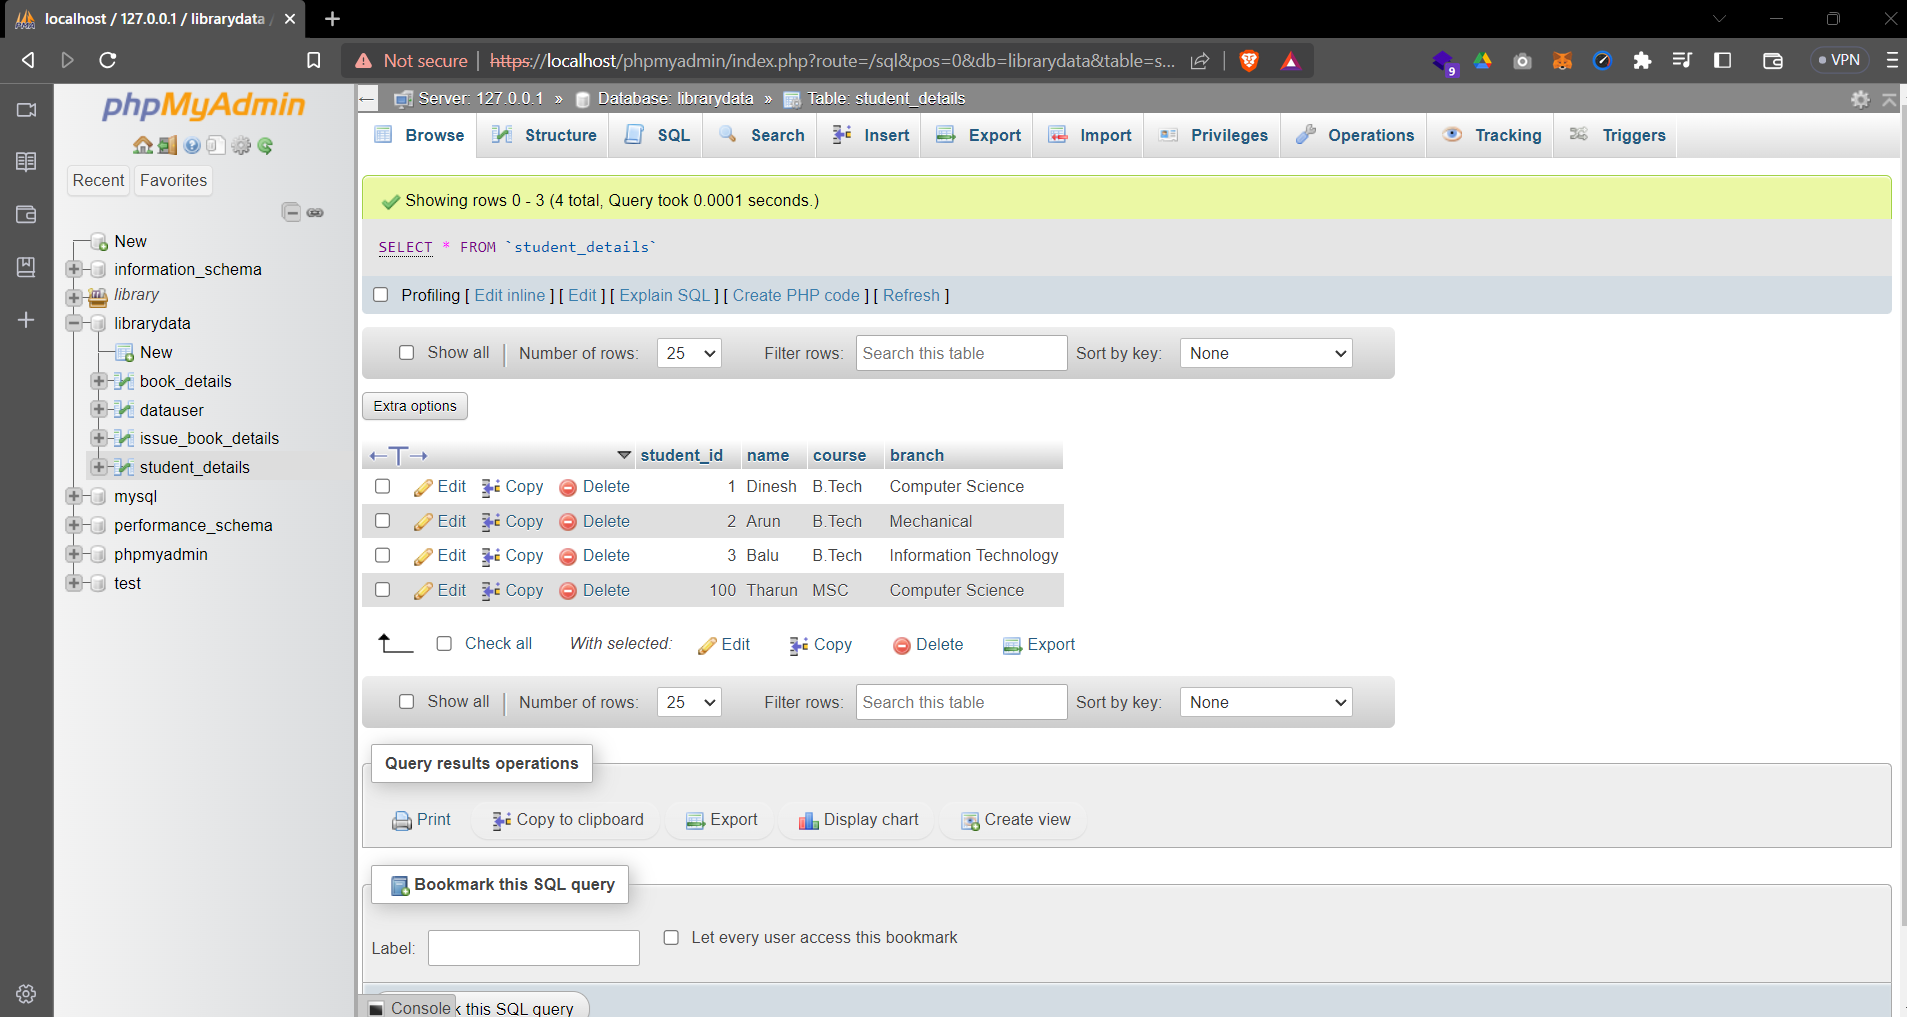 localhost / 127.0.0.1 / librarydata /
Not secure | https://localhost/phpmyadmin/index.php?route=/sql&pos=0&db=librarydata&table=s...
9
VPN
phpMyAdmin
Recent
Favorites
New
information_schema
library
librarydata
New
book_details
datauser
issue_book_details
student_details
mysql
performance_schema
phpmyadmin
test
Server: 127.0.0.1 » Database: librarydata » Table: student_details
Browse Structure SQL Search Insert Export Import Privileges Operations Tracking Triggers
Showing rows 0 - 3 (4 total, Query took 0.0001 seconds.)
SELECT * FROM `student_details`
Profiling [ Edit inline ] [ Edit ] [ Explain SQL ] [ Create PHP code ] [ Refresh ]
Show all | Number of rows: 25 Filter rows: Search this table Sort by key: None
Extra options
←T→ student_id name course branch
Edit Copy Delete 1 Dinesh B.Tech Computer Science
Edit Copy Delete 2 Arun B.Tech Mechanical
Edit Copy Delete 3 Balu B.Tech Information Technology
Edit Copy Delete 100 Tharun MSC Computer Science
Check all With selected: Edit Copy Delete Export
Show all | Number of rows: 25 Filter rows: Search this table Sort by key: None
Query results operations
Print Copy to clipboard Export Display chart Create view
Bookmark this SQL query
Label: Let every user access this bookmark
Console k this SQL query